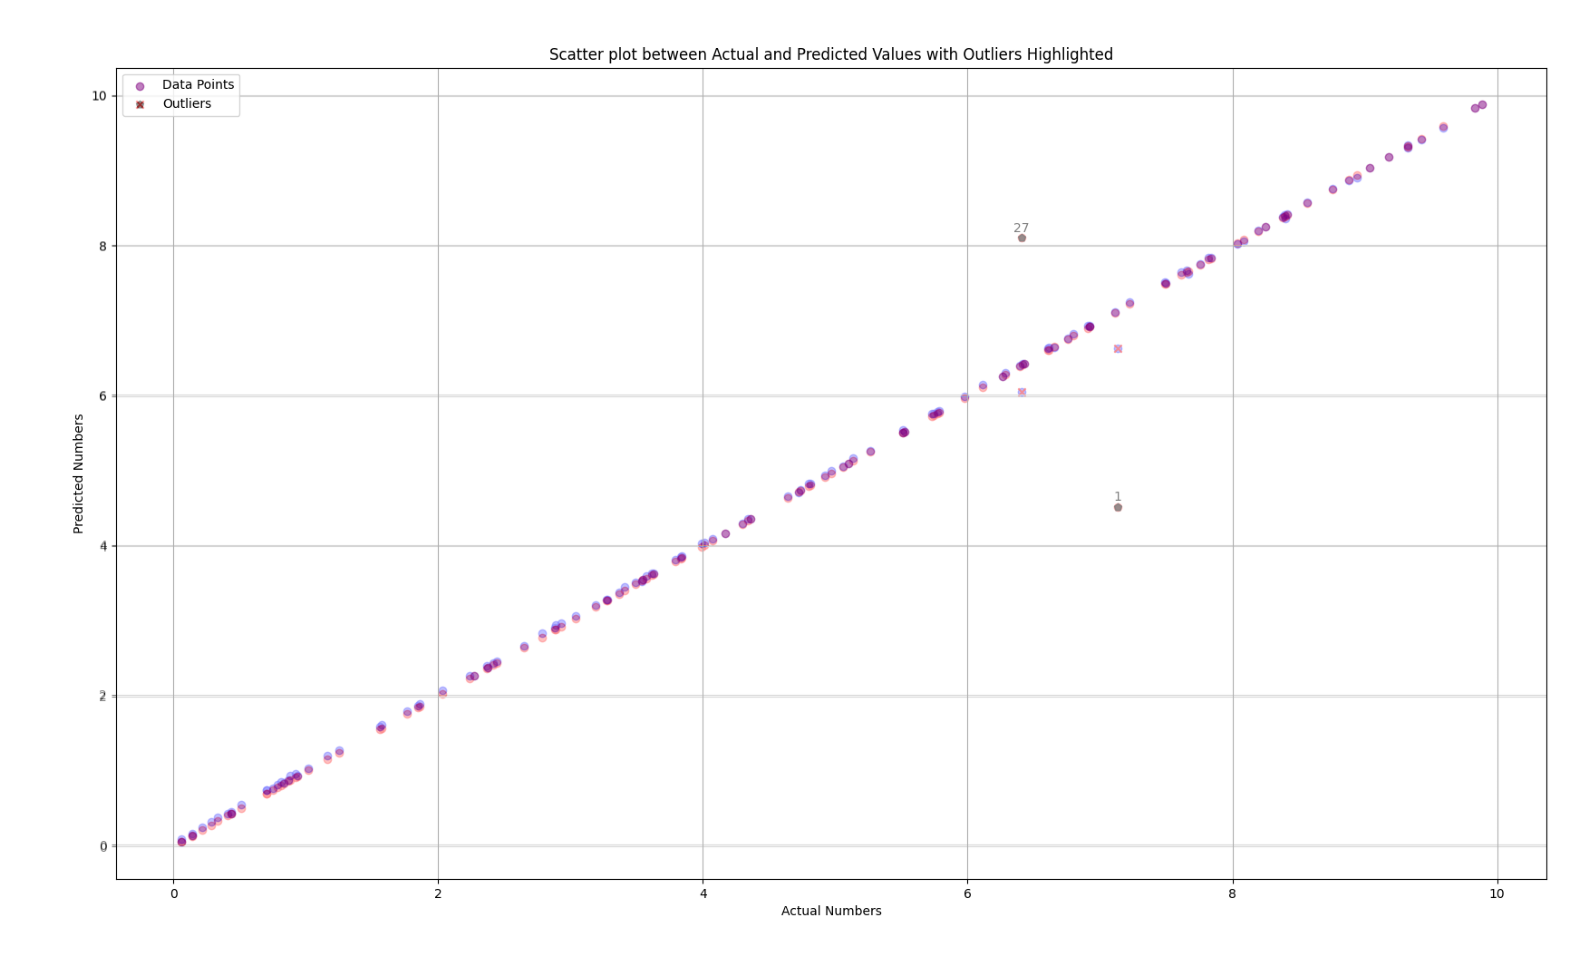 Scatter plot between Actual and Predicted Values with Outliers Highlighted
Data Points
Outliers
10
8
6
4
2
0
27
1
Predicted Numbers
0 2 4 6 8 10
Actual Numbers